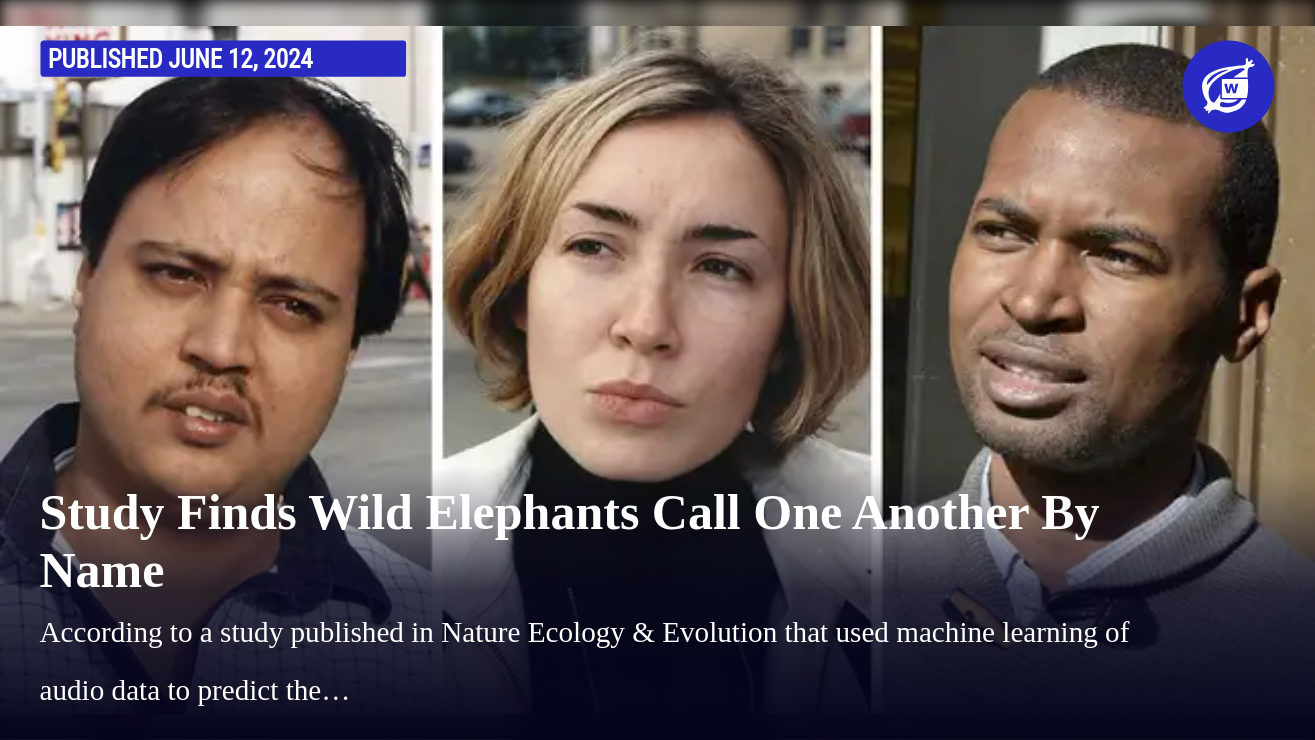 PUBLISHED JUNE 12, 2024
W
Study Finds Wild Elephants Call One Another By
Name
According to a study published in Nature Ecology & Evolution that used machine learning of
audio data to predict the…